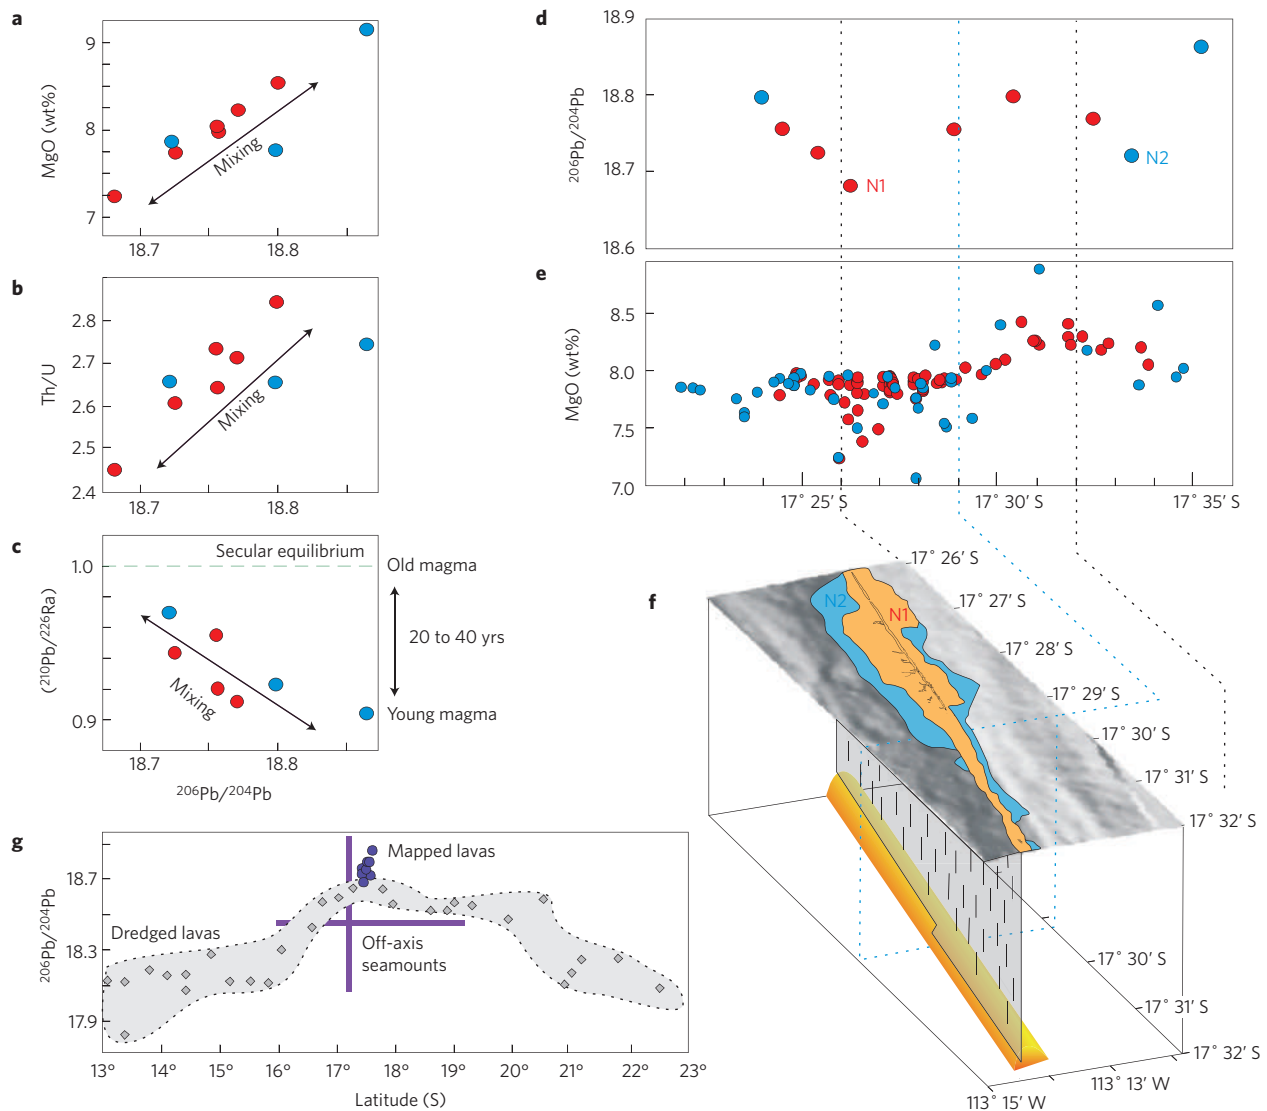 a
MgO (wt%)
9
8
7
Mixing
18.7
18.8
b
Th/U
2.8
2.7
2.6
2.5
2.4
Mixing
18.7
18.8
c
(²¹⁰Pb/²²⁶Ra)
1.0
0.9
Secular equilibrium
Old magma
20 to 40 yrs
Young magma
Mixing
18.7
18.8
²⁰⁶Pb/²⁰⁴Pb
d
²⁰⁶Pb/²⁰⁴Pb
18.9
18.8
18.7
18.6
N1
N2
e
MgO (wt%)
8.5
8.0
7.5
7.0
17° 25′ S
17° 30′ S
17° 35′ S
f
N2
N1
17° 26′ S
17° 27′ S
17° 28′ S
17° 29′ S
17° 30′ S
17° 31′ S
17° 32′ S
17° 30′ S
17° 31′ S
17° 32′ S
113° 13′ W
113° 15′ W
g
²⁰⁶Pb/²⁰⁴Pb
18.7
18.3
17.9
Mapped lavas
Dredged lavas
Off-axis
seamounts
13° 14° 15° 16° 17° 18° 19° 20° 21° 22° 23°
Latitude (S)